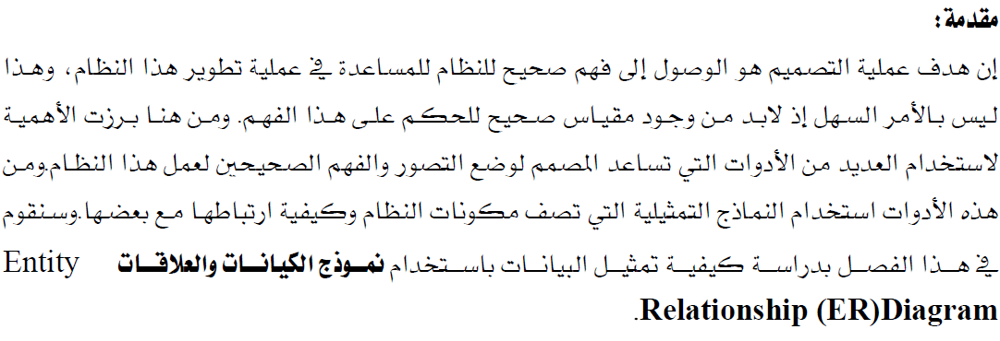 مقدمة :
إن هدف عملية التصميم هو الوصول إلى فهم صحيح للنظام للمساعدة في عملية تطوير هذا النظام، وهذا
ليس بالأمر السهل إذ لابد من وجود مقياس صحيح للحكم على هذا الفهم. ومن هنا برزت الأهمية
لاستخدام العديد من الأدوات التي تساعد المصمم لوضع التصور والفهم الصحيحين لعمل هذا النظام.ومن
هذه الأدوات استخدام النماذج التمثيلية التي تصف مكونات النظام وكيفية ارتباطها مع بعضها.وسنقوم
في هذا الفصل بدراسة كيفية تمثيل البيانات باستخدام نموذج الكيانات والعلاقات Entity
Relationship (ER)Diagram.